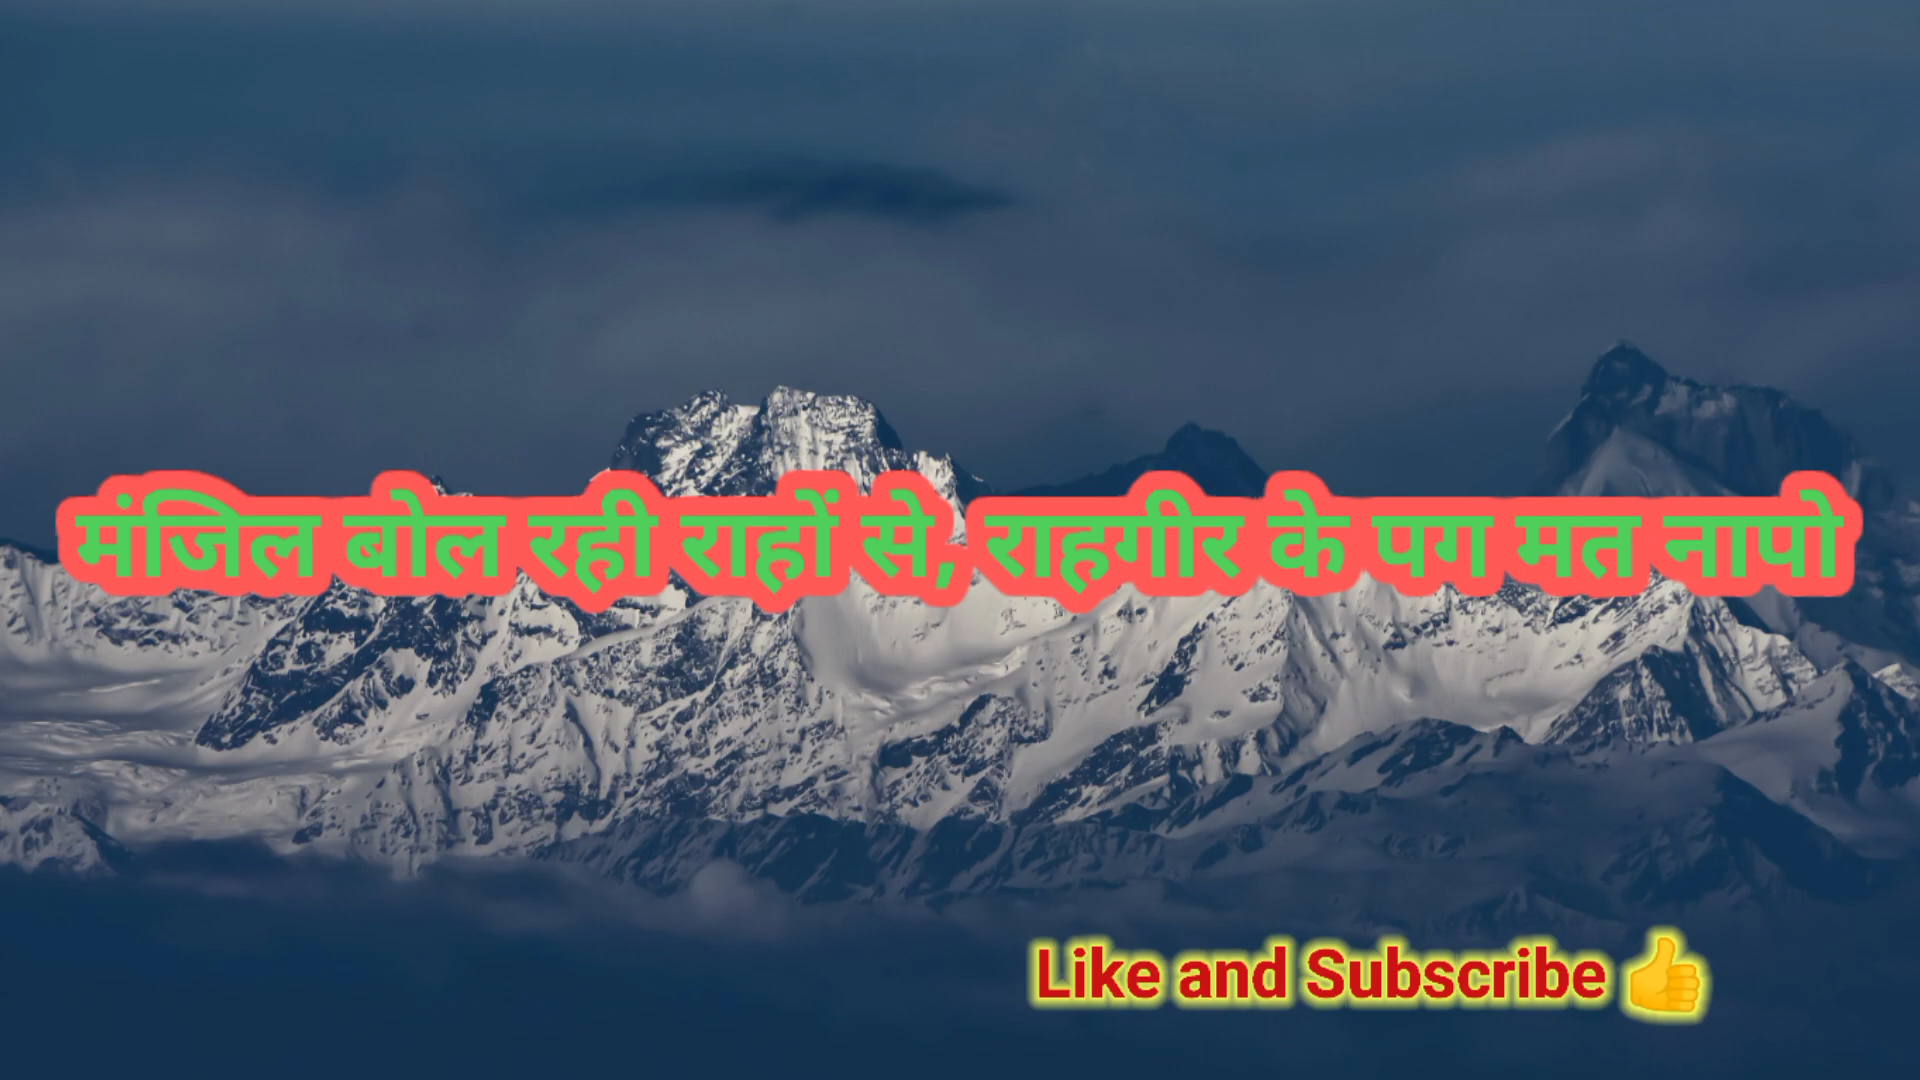 मंजिल बोल रही राहों से, राहगीर के पग मत नापो
Like and Subscribe 👍